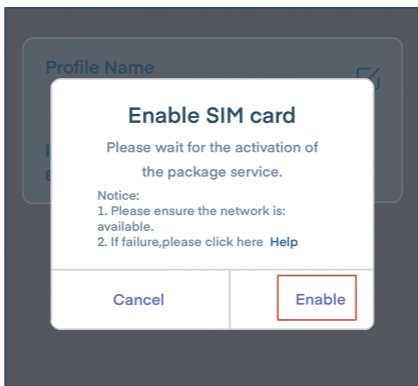 Profile Name
Enable SIM card
Please wait for the activation of
the package service.
Notice:
1. Please ensure the network is:
available.
2. If failure,please click here Help
Cancel
Enable